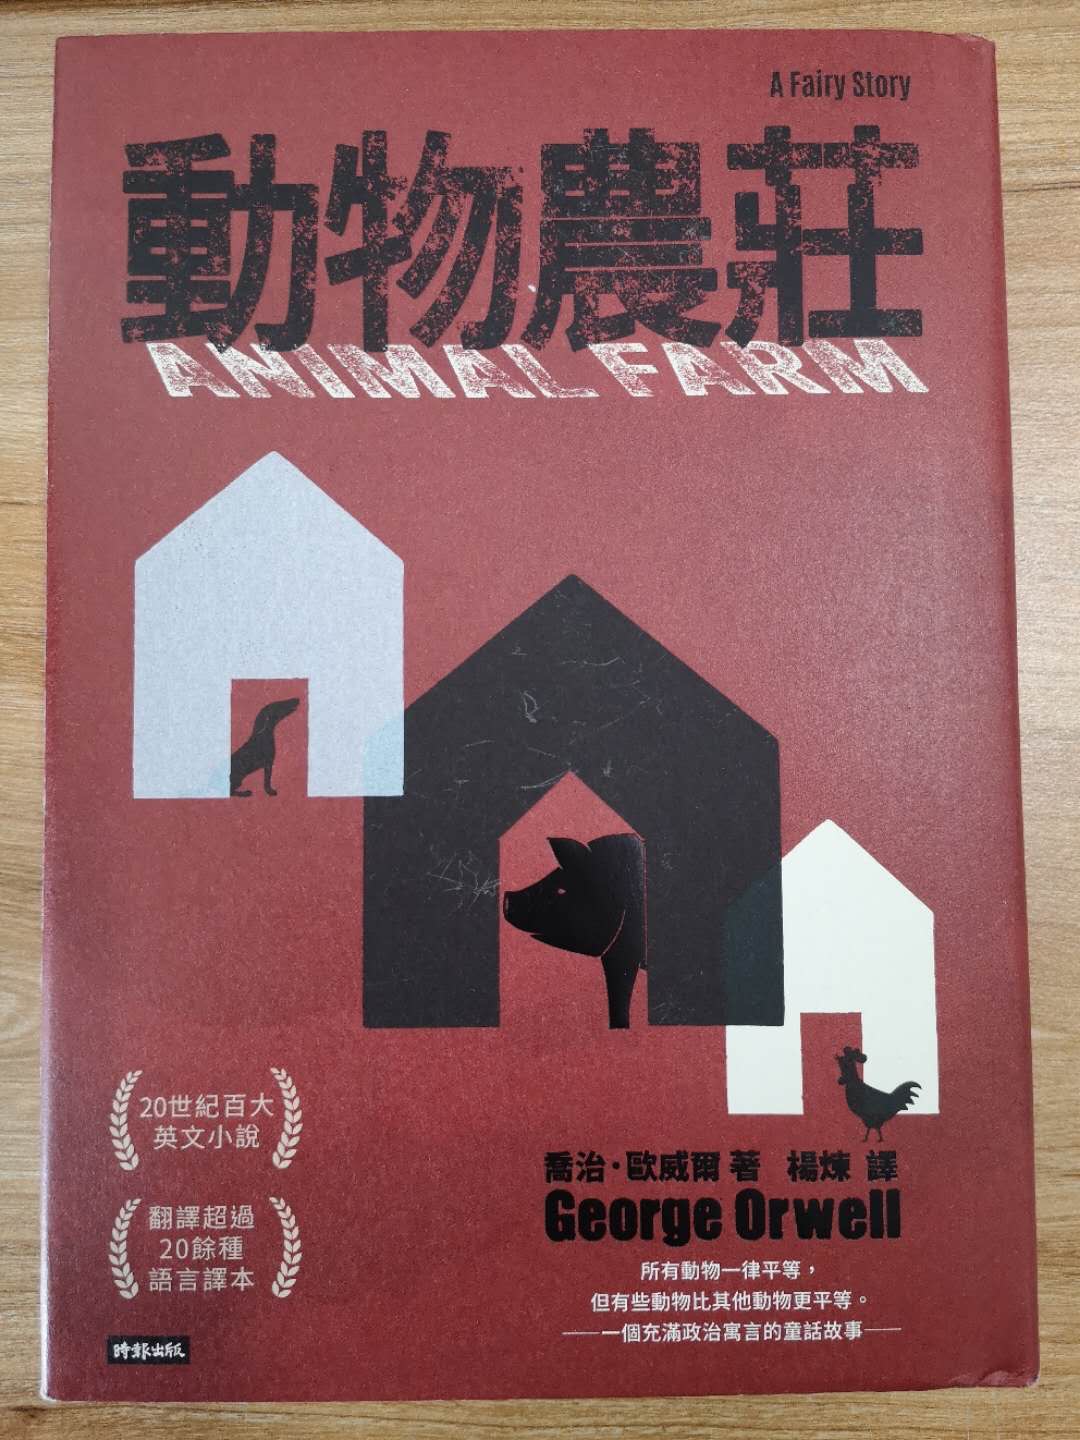 A Fairy Story
動物農莊
ANIMAL FARM
20世紀百大
英文小說
翻譯超過
20餘種
語言譯本
時報出版
喬治·歐威爾 著 楊煉 譯
George Orwell
所有動物一律平等，
但有些動物比其他動物更平等。
——一個充滿政治寓言的童話故事——